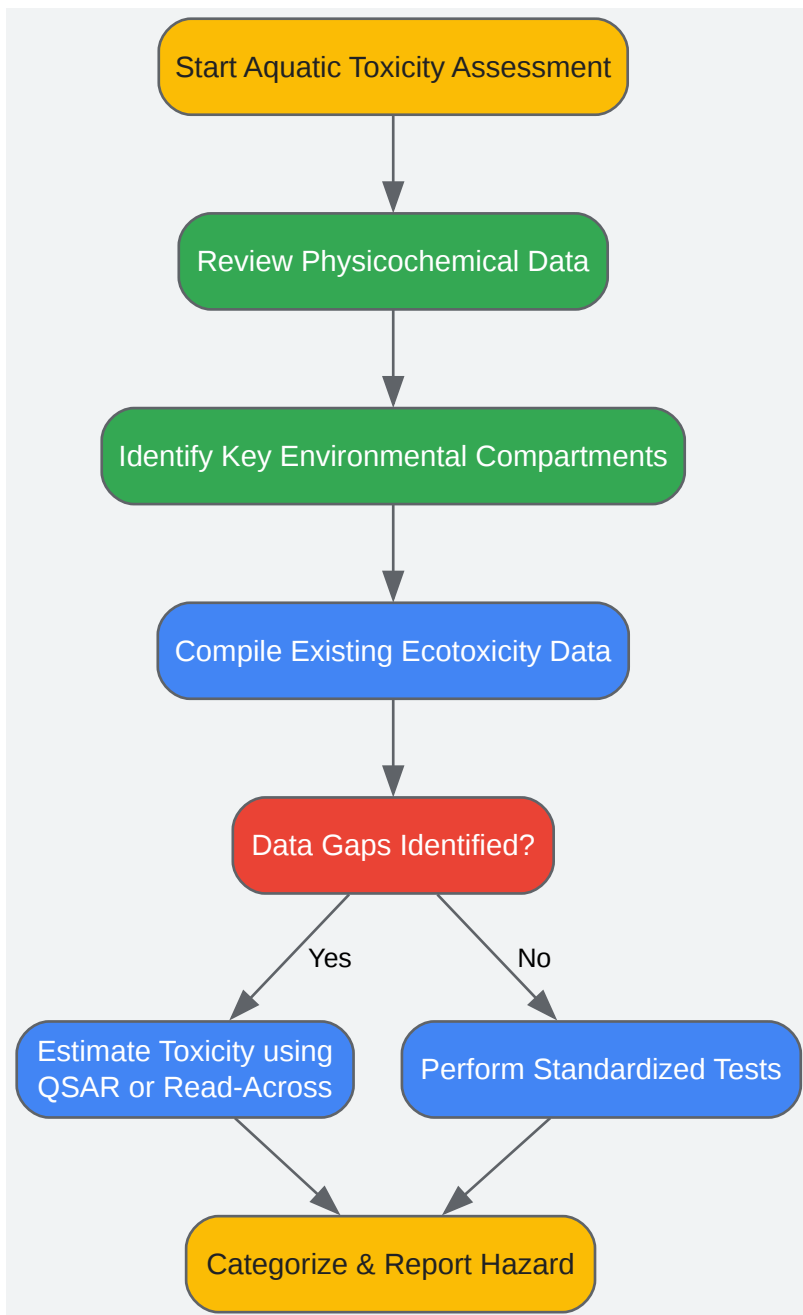 Start Aquatic Toxicity Assessment
Review Physicochemical Data
Identify Key Environmental Compartments
Compile Existing Ecotoxicity Data
Data Gaps Identified?
Yes
No
Estimate Toxicity using
QSAR or Read-Across
Perform Standardized Tests
Categorize & Report Hazard